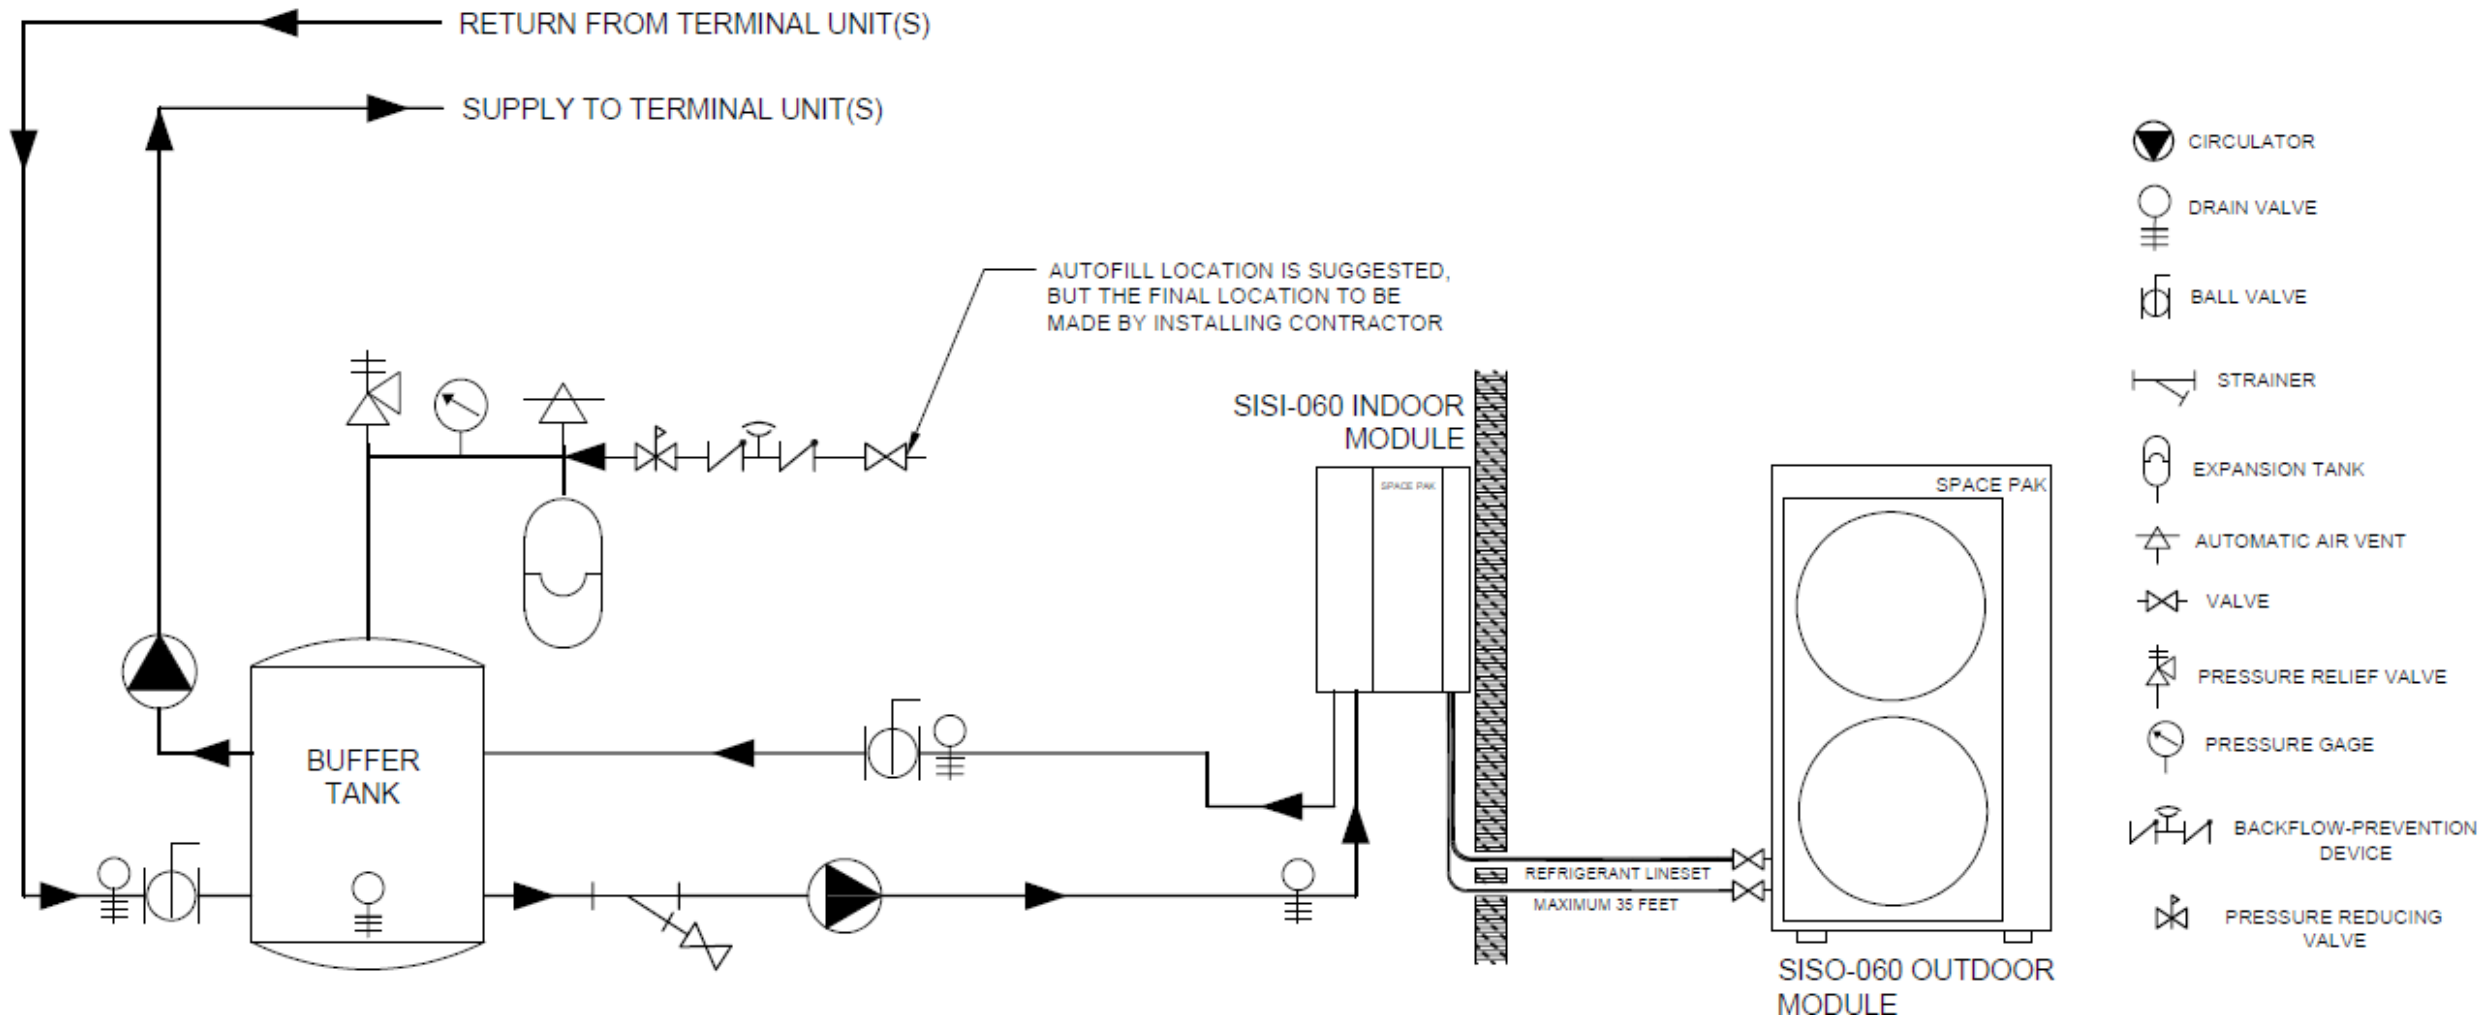 RETURN FROM TERMINAL UNIT(S)
SUPPLY TO TERMINAL UNIT(S)
AUTOFILL LOCATION IS SUGGESTED,
BUT THE FINAL LOCATION TO BE
MADE BY INSTALLING CONTRACTOR
SISI-060 INDOOR
MODULE
SPACE PAK
SPACE PAK
BUFFER
TANK
REFRIGERANT LINESET
MAXIMUM 35 FEET
SISO-060 OUTDOOR
MODULE
CIRCULATOR
DRAIN VALVE
BALL VALVE
STRAINER
EXPANSION TANK
AUTOMATIC AIR VENT
VALVE
PRESSURE RELIEF VALVE
PRESSURE GAGE
BACKFLOW-PREVENTION
DEVICE
PRESSURE REDUCING
VALVE